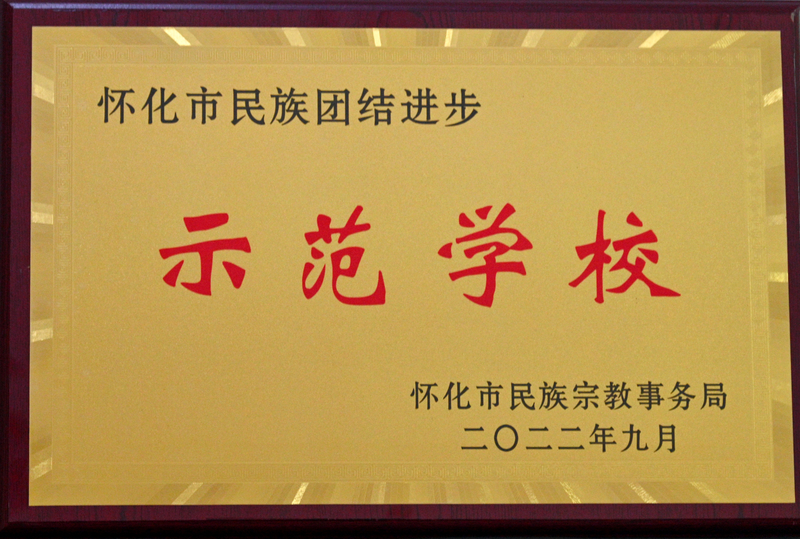 怀化市民族团结进步
示范学校
怀化市民族宗教事务局
二〇二二年九月